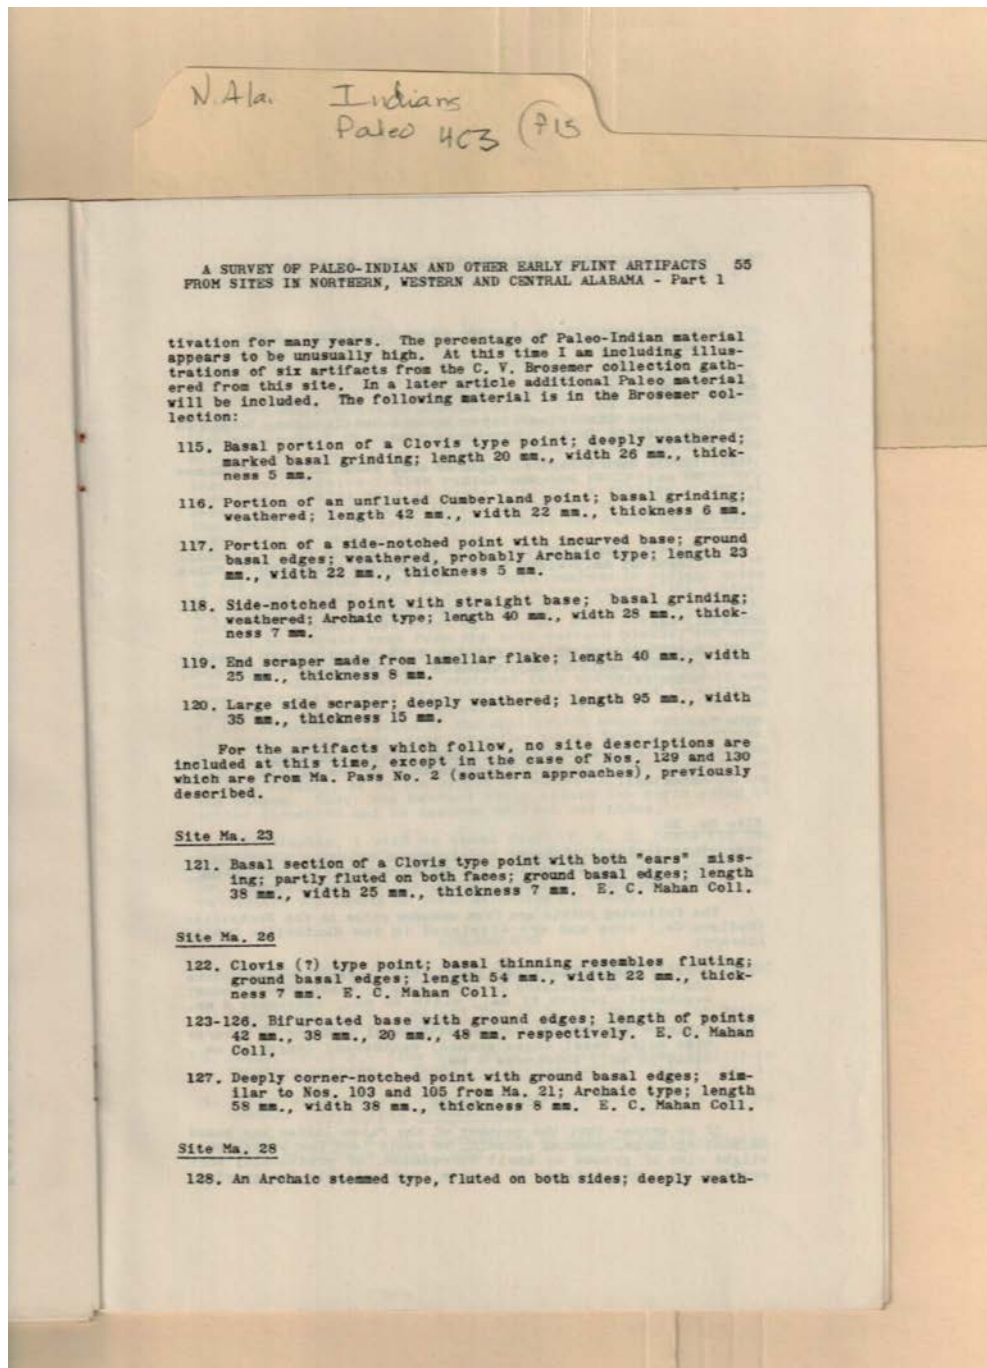 N. Ala. Indians
Paleo 4C3 P15
A SURVEY OF PALEO-INDIAN AND OTHER EARLY FLINT ARTIFACTS 55
FROM SITES IN NORTHERN, WESTERN AND CENTRAL ALABAMA - Part 1
tivation for many years. The percentage of Paleo-Indian material
appears to be unusually high. At this time I am including illus-
trations of six artifacts from the C. V. Brosemer collection gath-
ered from this site. In a later article additional Paleo material
will be included. The following material is in the Brosemer col-
lection:
115. Basal portion of a Clovis type point; deeply weathered;
marked basal grinding; length 20 mm., width 26 mm., thick-
ness 5 mm.
116. Portion of an unfluted Cumberland point; basal grinding;
weathered; length 42 mm., width 22 mm., thickness 6 mm.
117. Portion of a side-notched point with incurved base; ground
basal edges; weathered, probably Archaic type; length 23
mm., width 22 mm., thickness 5 mm.
118. Side-notched point with straight base; basal grinding;
weathered; Archaic type; length 40 mm., width 28 mm., thick-
ness 7 mm.
119. End scraper made from lamellar flake; length 40 mm., width
25 mm., thickness 8 mm.
120. Large side scraper; deeply weathered; length 95 mm., width
35 mm., thickness 15 mm.
For the artifacts which follow, no site descriptions are
included at this time, except in the case of Nos. 129 and 130
which are from Ma. Pass No. 2 (southern approaches), previously
described.
Site Ma. 23
121. Basal section of a Clovis type point with both "ears" miss-
ing; partly fluted on both faces; ground basal edges; length
38 mm., width 25 mm., thickness 7 mm. E. C. Mahan Coll.
Site Ma. 26
122. Clovis (?) type point; basal thinning resembles fluting;
ground basal edges; length 54 mm., width 22 mm., thick-
ness 7 mm. E. C. Mahan Coll.
123-126. Bifurcated base with ground edges; length of points
42 mm., 38 mm., 20 mm., 48 mm. respectively. E. C. Mahan
Coll.
127. Deeply corner-notched point with ground basal edges; sim-
ilar to Nos. 103 and 105 from Ma. 21; Archaic type; length
58 mm., width 38 mm., thickness 8 mm. E. C. Mahan Coll.
Site Ma. 28
128. An Archaic stemmed type, fluted on both sides; deeply weath-